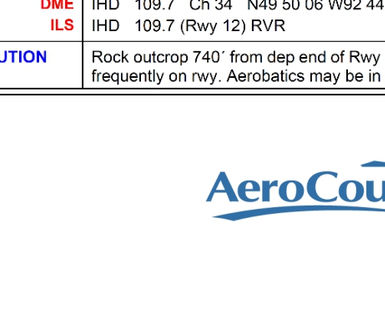 DME IHD 109.7 Ch 34 N49 50 06 W92 44
ILS IHD 109.7 (Rwy 12) RVR
UTION Rock outcrop 740´ from dep end of Rwy
frequently on rwy. Aerobatics may be in
AeroCou